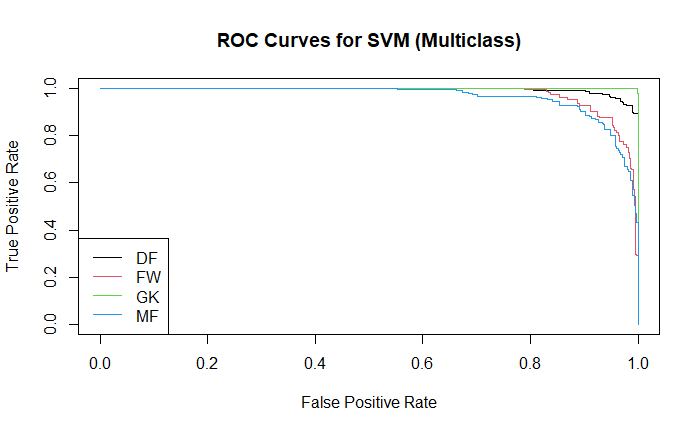 ROC Curves for SVM (Multiclass)
True Positive Rate
1.0
0.8
0.6
0.4
0.2
0.0
DF
FW
GK
MF
0.0 0.2 0.4 0.6 0.8 1.0
False Positive Rate